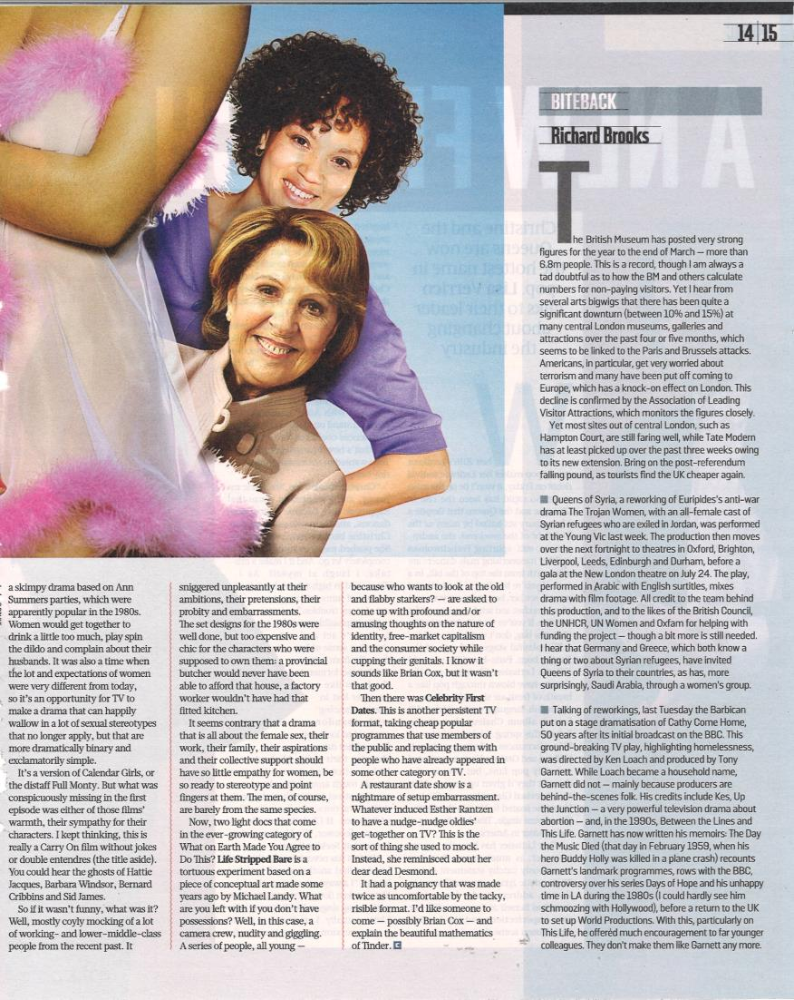 14 15
a skimpy drama based on Ann
Summers parties, which were
apparently popular in the 1980s.
Women would get together to
drink a little too much, play spin
the dildo and complain about their
husbands. It was also a time when
the lot and expectations of women
were very different from today,
so it's an opportunity for TV to
make a drama that can happily
wallow in a lot of sexual stereotypes
that no longer apply, but that are
more dramatically binary and
exclamatorily simple.
It's a version of Calendar Girls, or
the distaff Full Monty. But what was
conspicuously missing in the first
episode was either of those films'
warmth, their sympathy for their
characters. I kept thinking, this is
really a Carry On film without jokes
or double entendres (the title aside).
You could hear the ghosts of Hattie
Jacques, Barbara Windsor, Bernard
Cribbins and Sid James.
So if it wasn't funny, what was it?
Well, mostly coyly mocking of a lot
of working- and lower-middle-class
people from the recent past. It
sniggered unpleasantly at their
ambitions, their pretensions, their
probity and embarrassments.
The set designs for the 1980s were
well done, but too expensive and
chic for the characters who were
supposed to own them: a provincial
butcher would never have been
able to afford that house, a factory
worker wouldn't have had that
fitted kitchen.
It seems contrary that a drama
that is all about the female sex, their
work, their family, their aspirations
and their collective support should
have so little empathy for women, be
so ready to stereotype and point
fingers at them. The men, of course,
are barely from the same species.
Now, two light docs that come
in the ever-growing category of
What on Earth Made You Agree to
Do This? Life Stripped Bare is a
tortuous experiment based on a
piece of conceptual art made some
years ago by Michael Landy. What
are you left with if you don't have
possessions? Well, in this case, a
camera crew, nudity and giggling.
A series of people, all young —
because who wants to look at the old
and flabby starkers? — are asked to
come up with profound and/or
amusing thoughts on the nature of
identity, free-market capitalism
and the consumer society while
cupping their genitals. I know it
sounds like Brian Cox, but it wasn't
that good.
Then there was Celebrity First
Dates. This is another persistent TV
format, taking cheap popular
programmes that use members of
the public and replacing them with
people who have already appeared in
some other category on TV.
A restaurant date show is a
nightmare of setup embarrassment.
Whatever induced Esther Rantzen
to have a nudge-nudge oldies'
get-together on TV? This is the
sort of thing she used to mock.
Instead, she reminisced about her
dear dead Desmond.
It had a poignancy that was made
twice as uncomfortable by the tacky,
risible format. I'd like someone to
come — possibly Brian Cox — and
explain the beautiful mathematics
of Tinder. C
BITEBACK
Richard Brooks
The British Museum has posted very strong
figures for the year to the end of March — more than
6.8m people. This is a record, though I am always a
tad doubtful as to how the BM and others calculate
numbers for non-paying visitors. Yet I hear from
several arts bigwigs that there has been quite a
significant downturn (between 10% and 15%) at
many central London museums, galleries and
attractions over the past four or five months, which
seems to be linked to the Paris and Brussels attacks.
Americans, in particular, get very worried about
terrorism and many have been put off coming to
Europe, which has a knock-on effect on London. This
decline is confirmed by the Association of Leading
Visitor Attractions, which monitors the figures closely.
Yet most sites out of central London, such as
Hampton Court, are still faring well, while Tate Modern
has at least picked up over the past three weeks owing
to its new extension. Bring on the post-referendum
falling pound, as tourists find the UK cheaper again.
Queens of Syria, a reworking of Euripides's anti-war
drama The Trojan Women, with an all-female cast of
Syrian refugees who are exiled in Jordan, was performed
at the Young Vic last week. The production then moves
over the next fortnight to theatres in Oxford, Brighton,
Liverpool, Leeds, Edinburgh and Durham, before a
gala at the New London theatre on July 24. The play,
performed in Arabic with English surtitles, mixes
drama with film footage. All credit to the team behind
this production, and to the likes of the British Council,
the UNHCR, UN Women and Oxfam for helping with
funding the project — though a bit more is still needed.
I hear that Germany and Greece, which both know a
thing or two about Syrian refugees, have invited
Queens of Syria to their countries, as has, more
surprisingly, Saudi Arabia, through a women's group.
Talking of reworkings, last Tuesday the Barbican
put on a stage dramatisation of Cathy Come Home,
50 years after its initial broadcast on the BBC. This
ground-breaking TV play, highlighting homelessness,
was directed by Ken Loach and produced by Tony
Garnett. While Loach became a household name,
Garnett did not — mainly because producers are
behind-the-scenes folk. His credits include Kes, Up
the Junction — a very powerful television drama about
abortion — and, in the 1990s, Between the Lines and
This Life. Garnett has now written his memoirs: The Day
the Music Died (that day in February 1959, when his
hero Buddy Holly was killed in a plane crash) recounts
Garnett's landmark programmes, rows with the BBC,
controversy over his series Days of Hope and his unhappy
time in LA during the 1980s (I could hardly see him
schmoozing with Hollywood), before a return to the UK
to set up World Productions. With this, particularly on
This Life, he offered much encouragement to far younger
colleagues. They don't make them like Garnett any more.